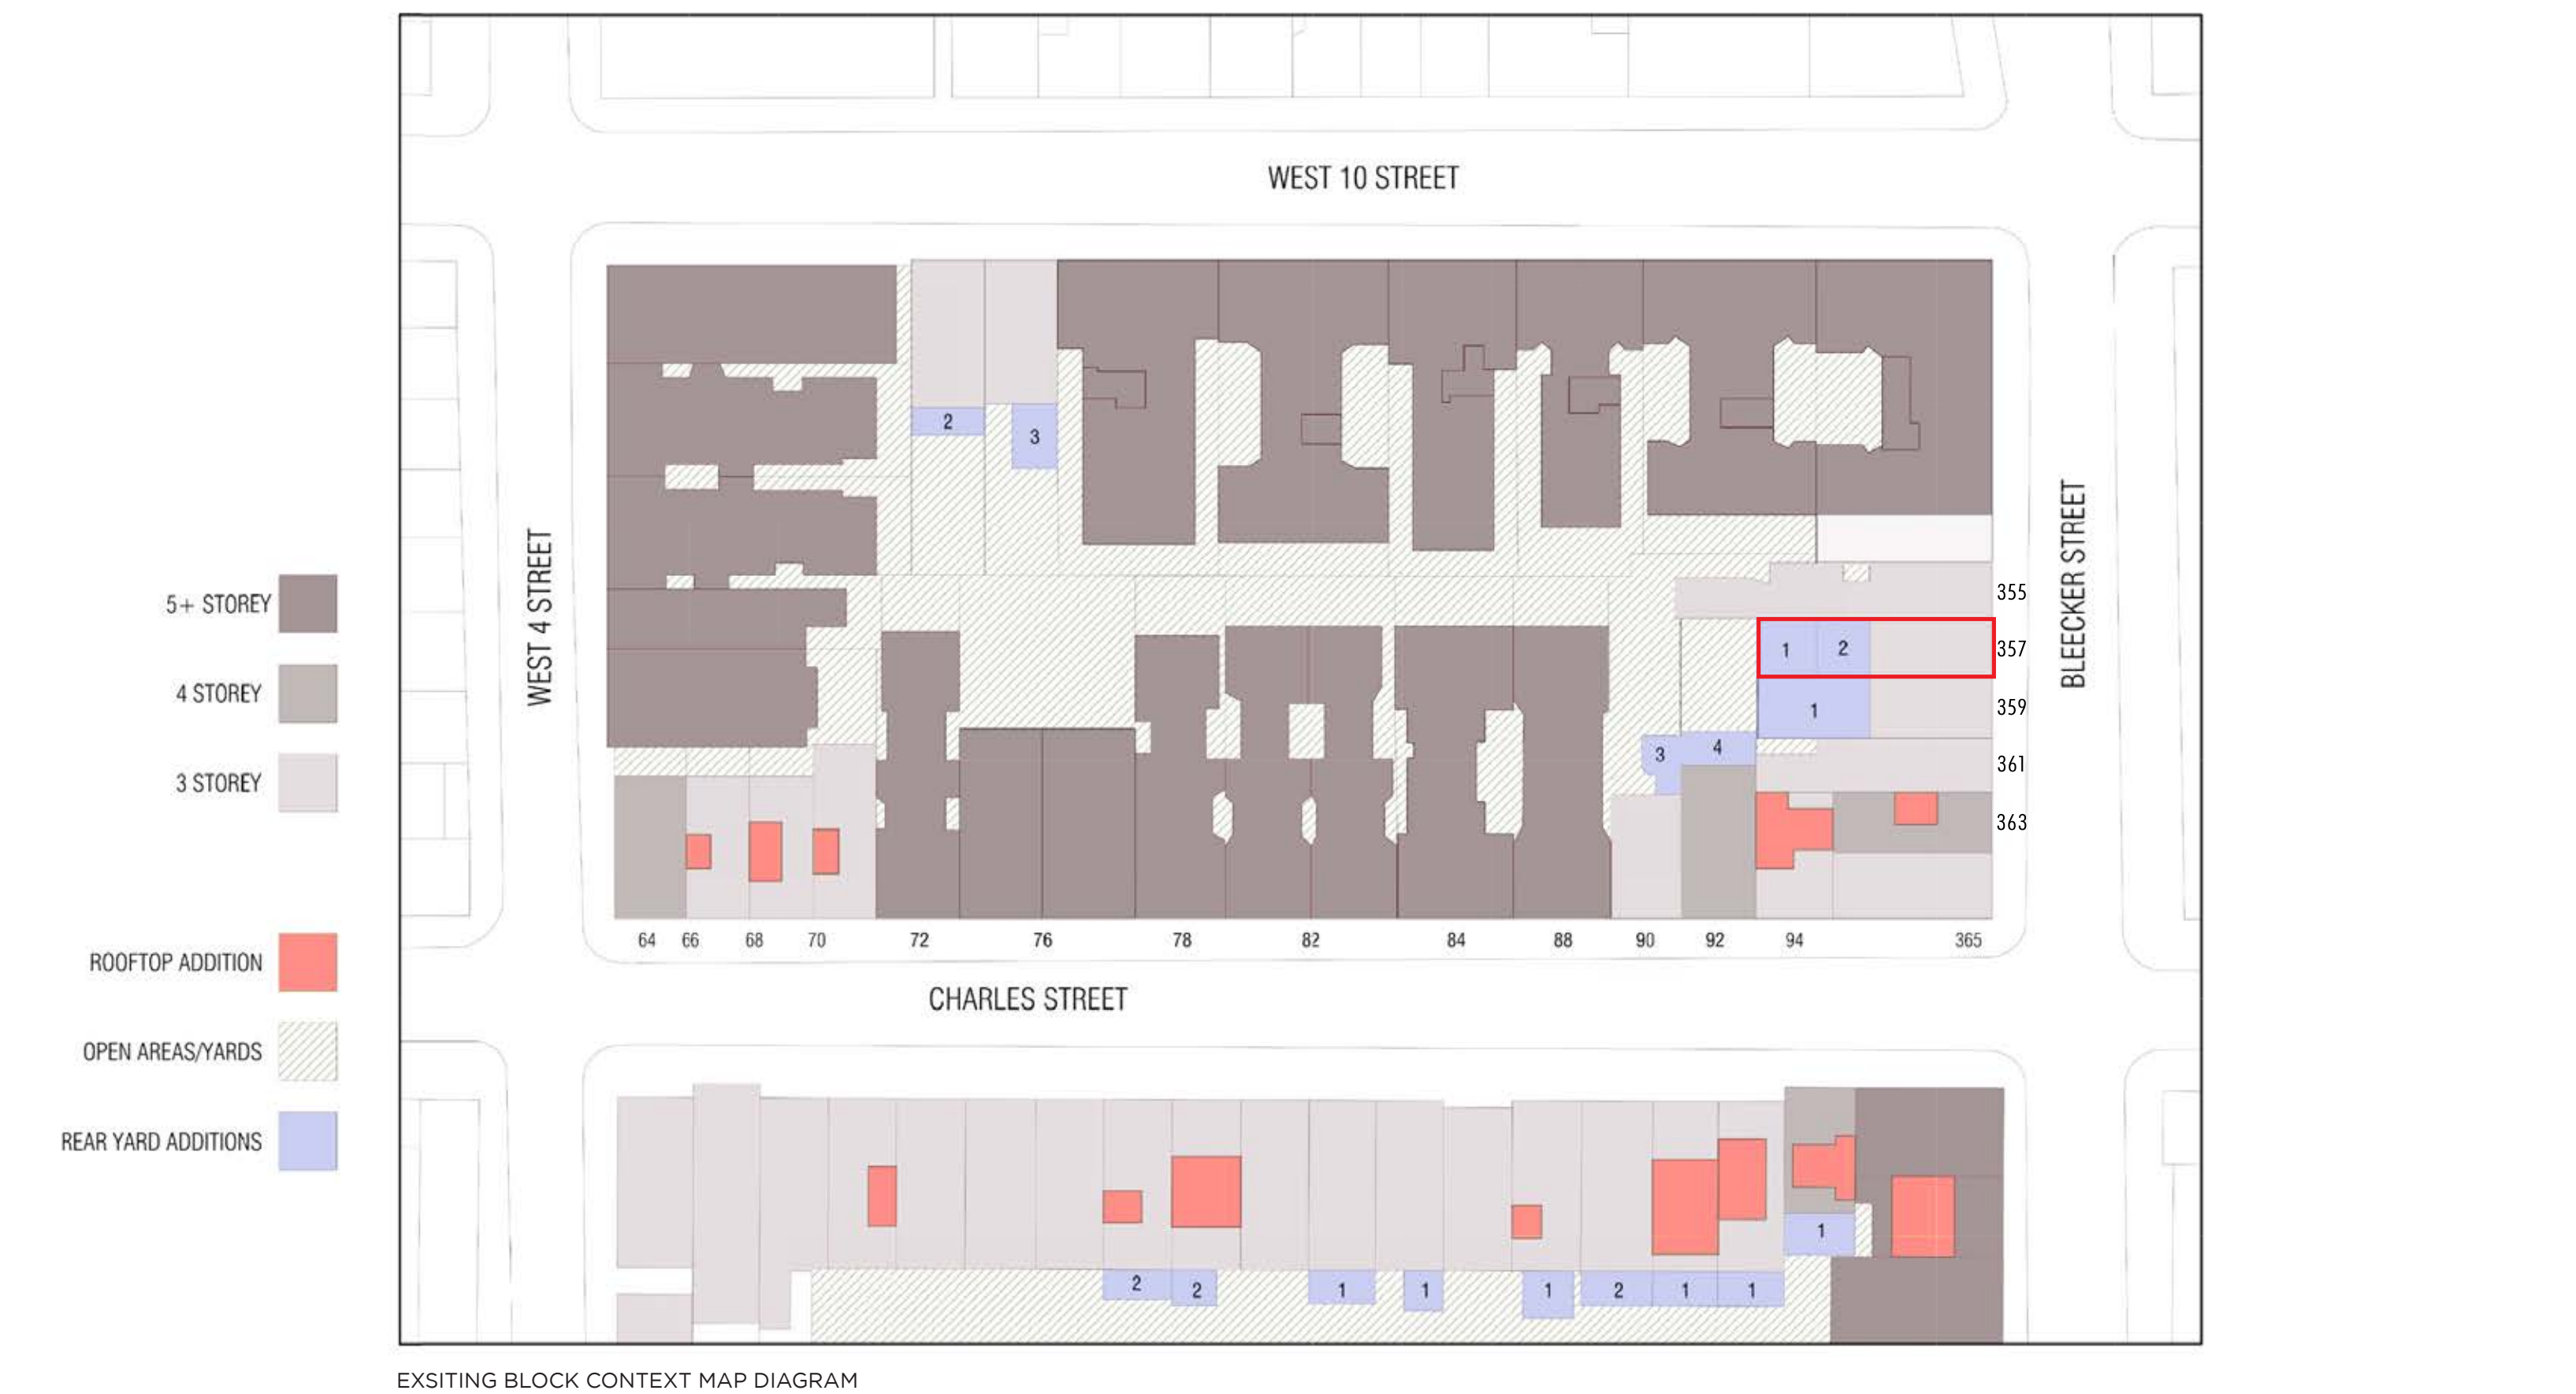 WEST 10 STREET
2
3
WEST 4 STREET
BLEECKER STREET
5+ STOREY
4 STOREY
3 STOREY
355
1 2 357
1 359
3 4 361
363
64 66 68 70 72 76 78 82 84 88 90 92 94 365
ROOFTOP ADDITION
OPEN AREAS/YARDS
REAR YARD ADDITIONS
CHARLES STREET
1
2 2 1 1 1 2 1 1
EXSITING BLOCK CONTEXT MAP DIAGRAM